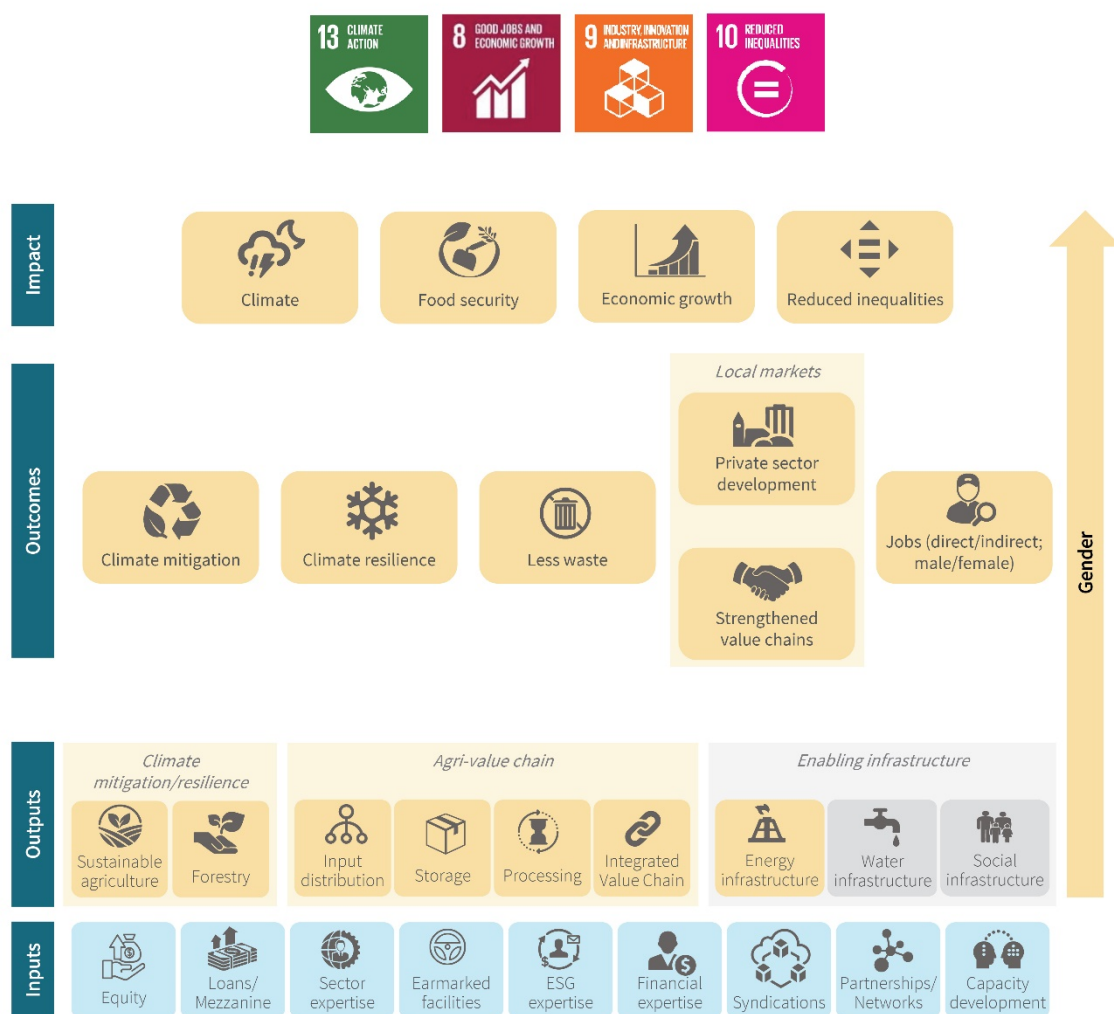 13 CLIMATE
ACTION
8 GOOD JOBS AND
ECONOMIC GROWTH
9 INDUSTRY, INNOVATION
ANDINFRASTRUCTURE
10 REDUCED
INEQUALITIES
Impact
Climate
Food security
Economic growth
Reduced inequalities
Outcomes
Local markets
Private sector
development
Climate mitigation
Climate resilience
Less waste
Strengthened
value chains
Jobs (direct/indirect;
male/female)
Gender
Outputs
Climate
mitigation/resilience
Sustainable
agriculture
Forestry
Agri-value chain
Input
distribution
Storage
Processing
Integrated
Value Chain
Enabling infrastructure
Energy
infrastructure
Water
infrastructure
Social
infrastructure
Inputs
Equity
Loans/
Mezzanine
Sector
expertise
Earmarked
facilities
ESG
expertise
Financial
expertise
Syndications
Partnerships/
Networks
Capacity
development